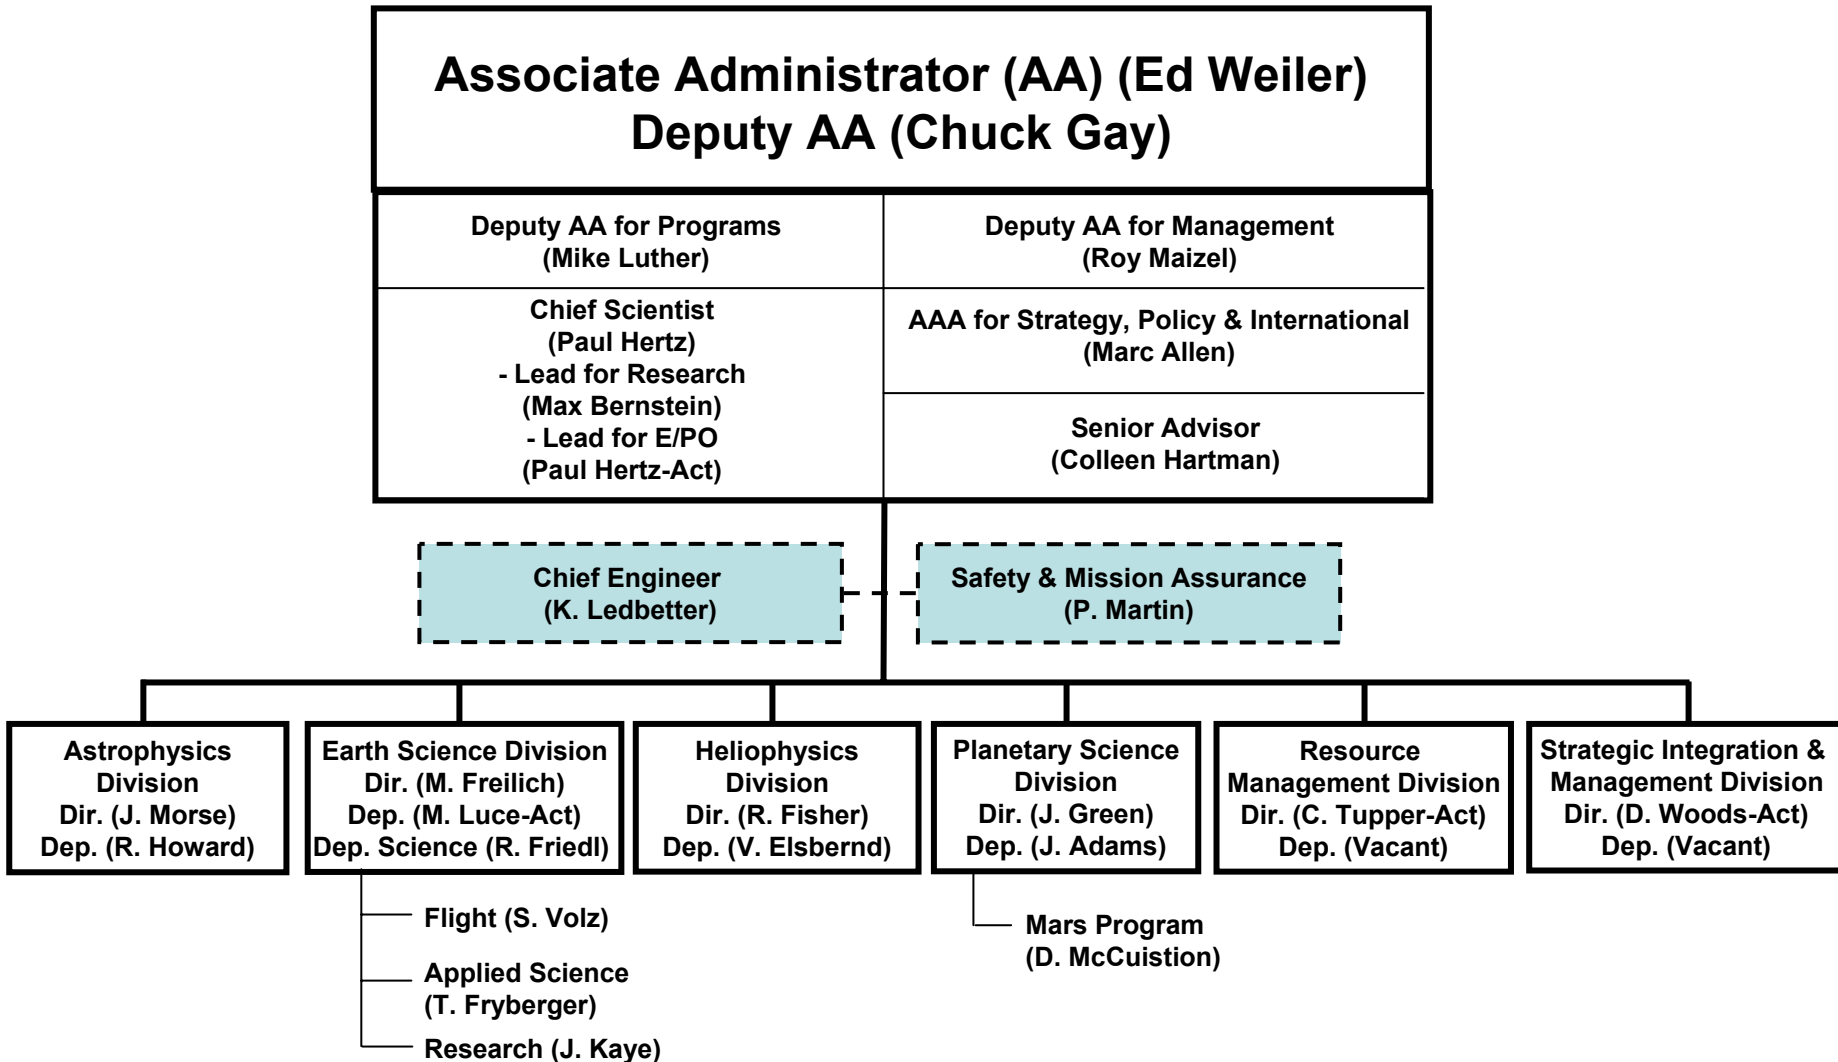 Associate Administrator (AA) (Ed Weiler)
Deputy AA (Chuck Gay)
Deputy AA for Programs
(Mike Luther)
Deputy AA for Management
(Roy Maizel)
Chief Scientist
(Paul Hertz)
- Lead for Research
(Max Bernstein)
- Lead for E/PO
(Paul Hertz-Act)
AAA for Strategy, Policy & International
(Marc Allen)
Senior Advisor
(Colleen Hartman)
Chief Engineer
(K. Ledbetter)
Safety & Mission Assurance
(P. Martin)
Astrophysics
Division
Dir. (J. Morse)
Dep. (R. Howard)
Earth Science Division
Dir. (M. Freilich)
Dep. (M. Luce-Act)
Dep. Science (R. Friedl)
Flight (S. Volz)
Applied Science
(T. Fryberger)
Research (J. Kaye)
Heliophysics
Division
Dir. (R. Fisher)
Dep. (V. Elsbernd)
Planetary Science
Division
Dir. (J. Green)
Dep. (J. Adams)
Mars Program
(D. McCuistion)
Resource
Management Division
Dir. (C. Tupper-Act)
Dep. (Vacant)
Strategic Integration &
Management Division
Dir. (D. Woods-Act)
Dep. (Vacant)